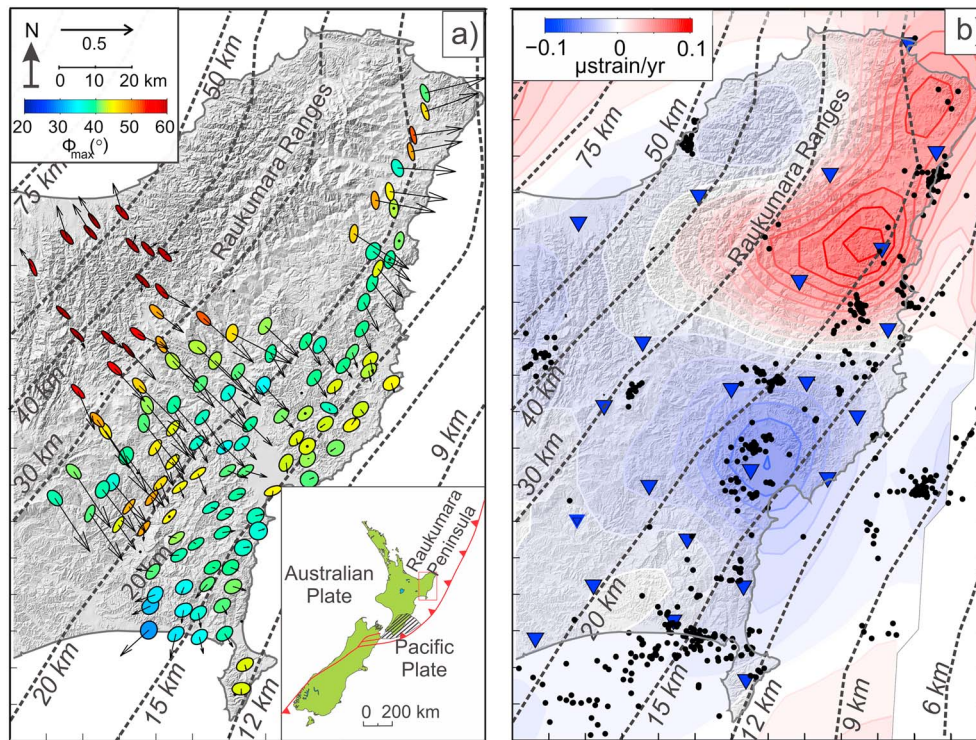 N
0.5
0 10 20 km
20 30 40 50 60
Φmax(°)
a)
50 km
75 km
Raukumara Ranges
40 km
30 km
20 km
9 km
20 km
15 km
12 km
Australian
Plate
Raukumara
Peninsula
Pacific
Plate
0 200 km
−0.1 0 0.1
μstrain/yr
b
75 km
50 km
Raukumara Ranges
40 km
30 km
20 km
15 km
12 km
9 km
6 km